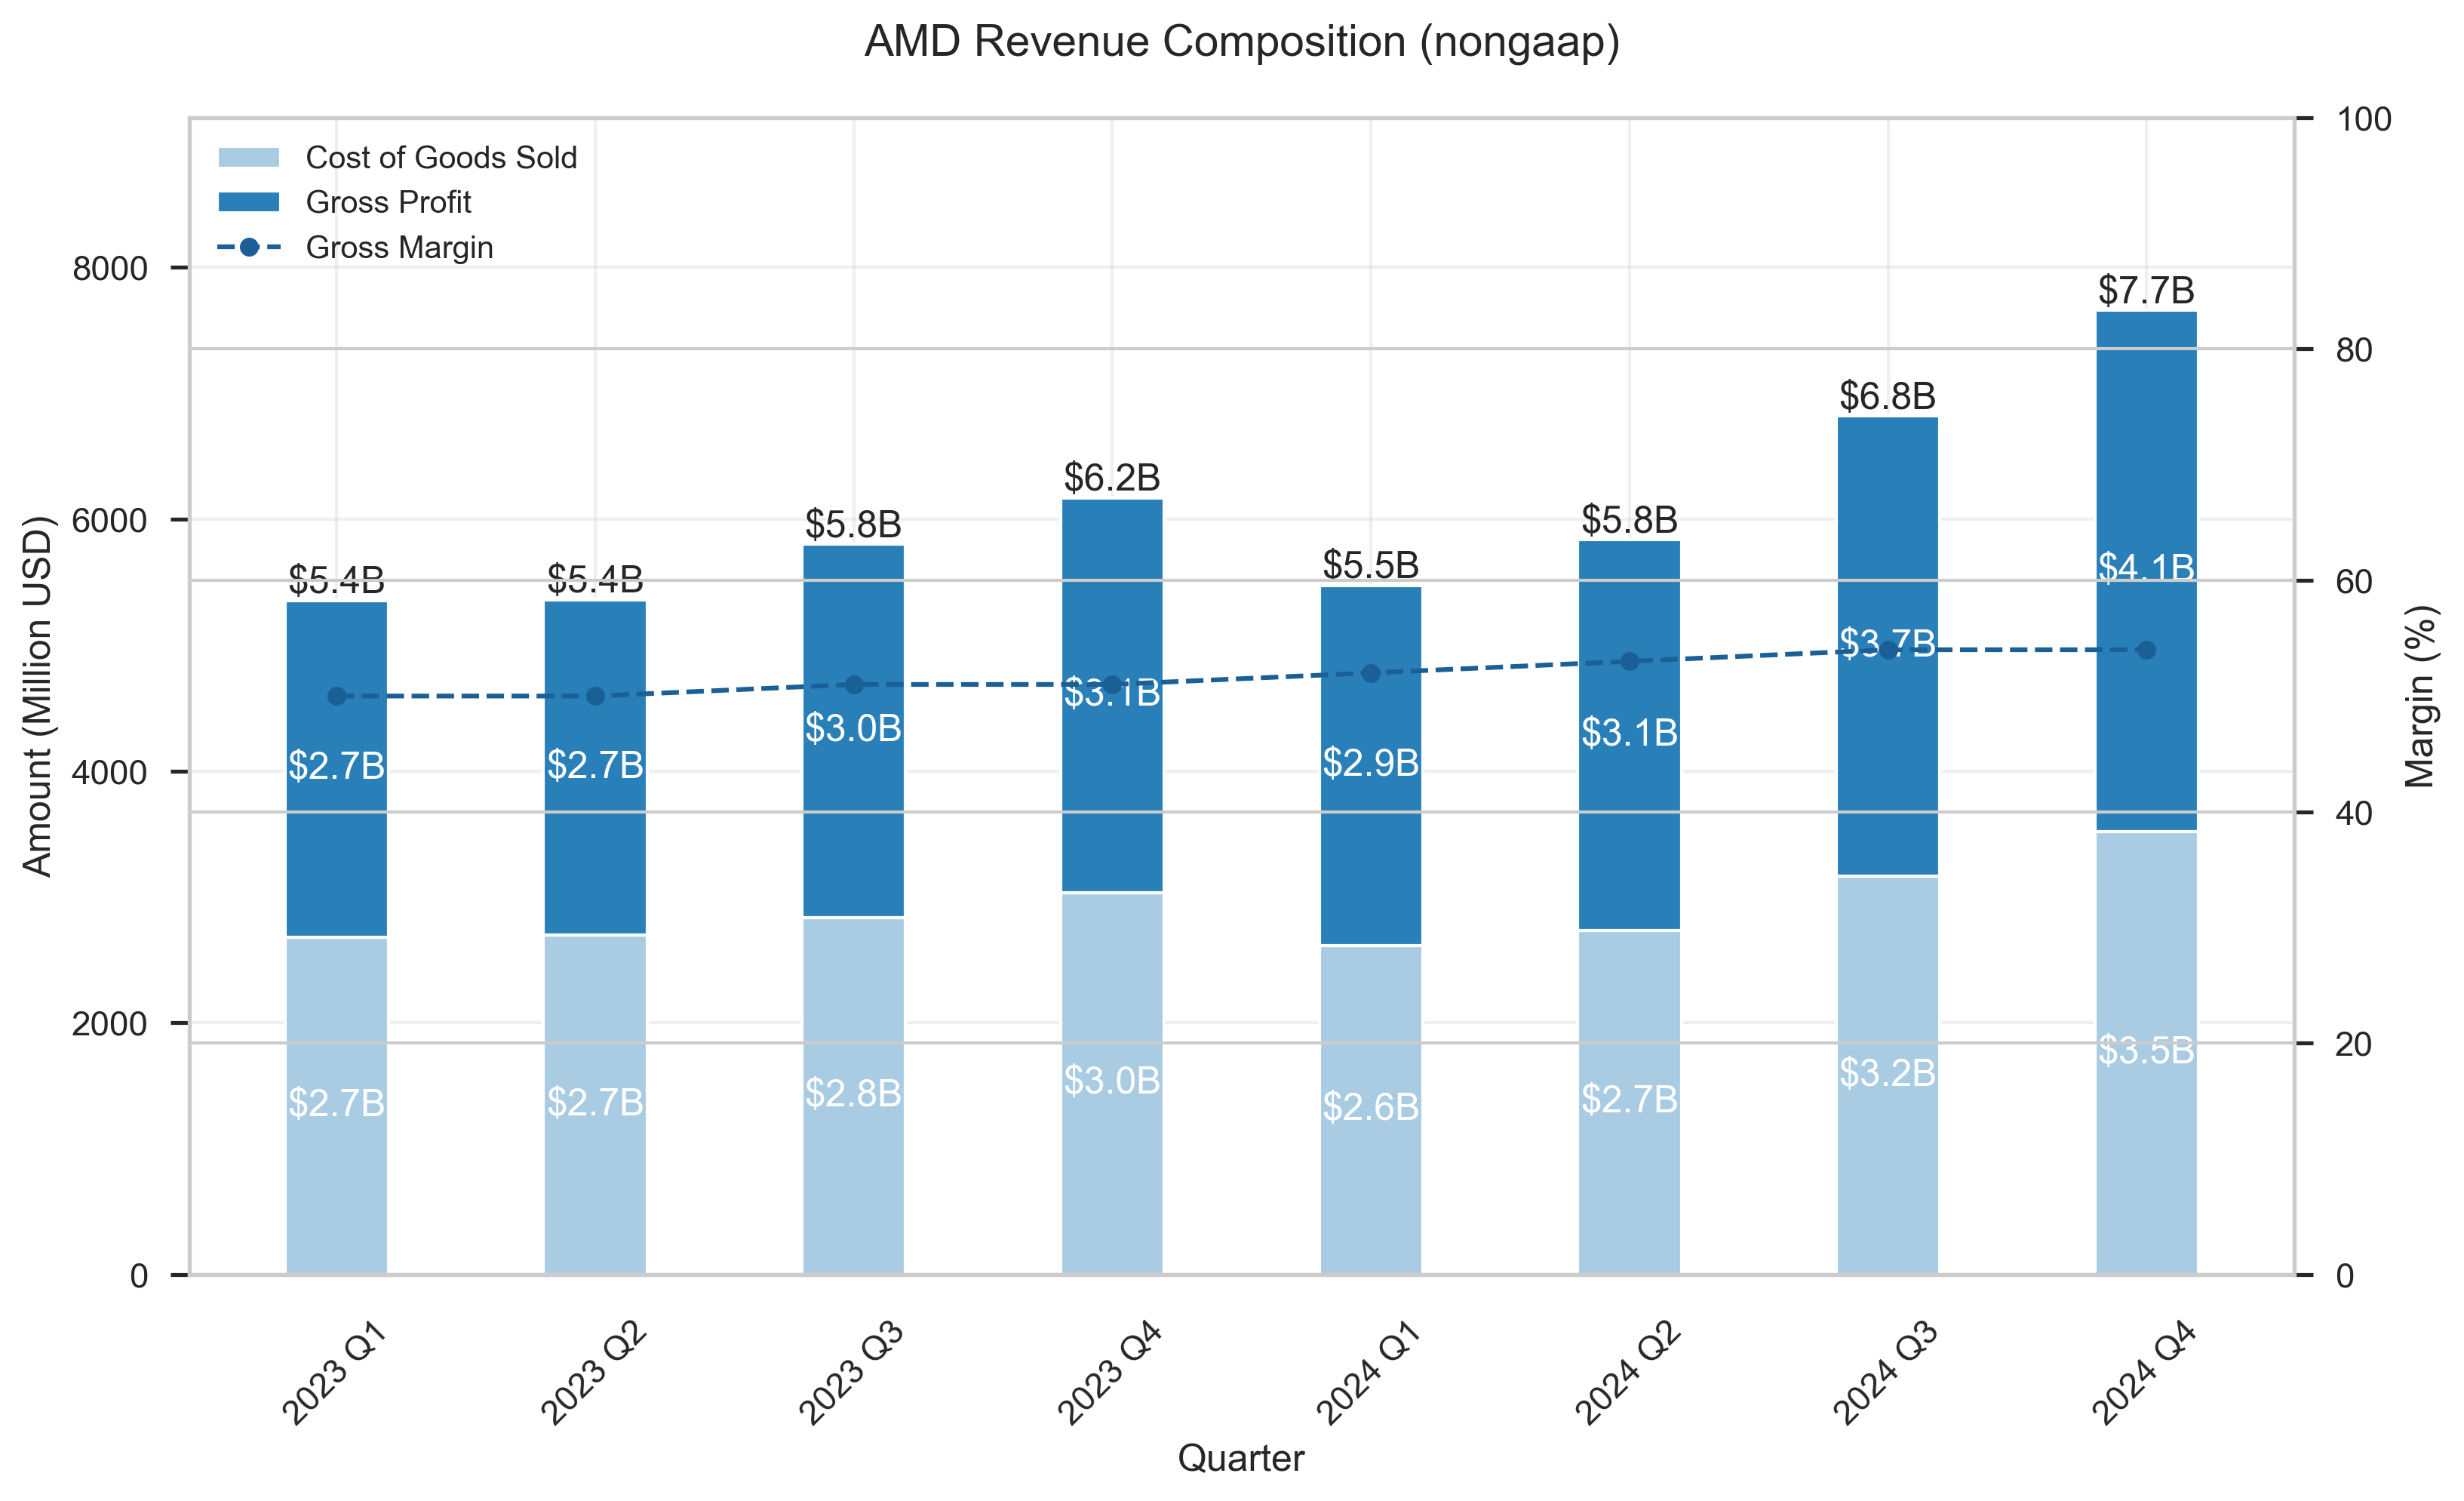 AMD Revenue Composition (nongaap)
Cost of Goods Sold
Gross Profit
Gross Margin
Amount (Million USD)
8000
6000
4000
2000
0
100
80
60
40
20
0
Margin (%)
$5.4B
$5.4B
$5.8B
$6.2B
$5.5B
$5.8B
$6.8B
$7.7B
$2.7B
$2.7B
$3.0B
$3.1B
$2.9B
$3.1B
$3.7B
$4.1B
$2.7B
$2.7B
$2.8B
$3.0B
$2.6B
$2.7B
$3.2B
$3.5B
2023 Q1
2023 Q2
2023 Q3
2023 Q4
2024 Q1
2024 Q2
2024 Q3
2024 Q4
Quarter